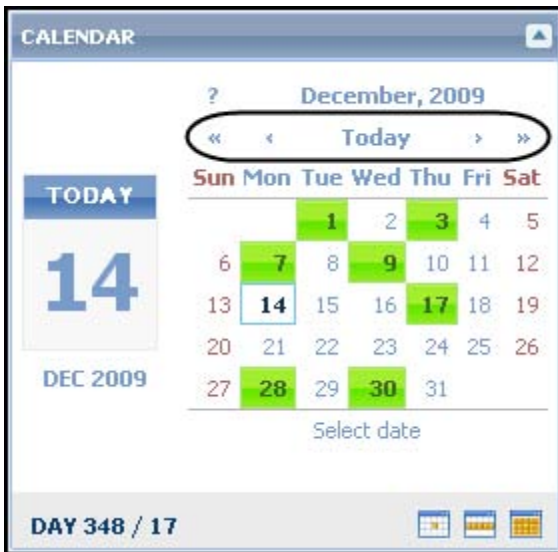 CALENDAR
? December, 2009
« ‹ Today › »
Sun Mon Tue Wed Thu Fri Sat
TODAY
1 2 3 4 5
14
6 7 8 9 10 11 12
13 14 15 16 17 18 19
20 21 22 23 24 25 26
DEC 2009
27 28 29 30 31
Select date
DAY 348 / 17